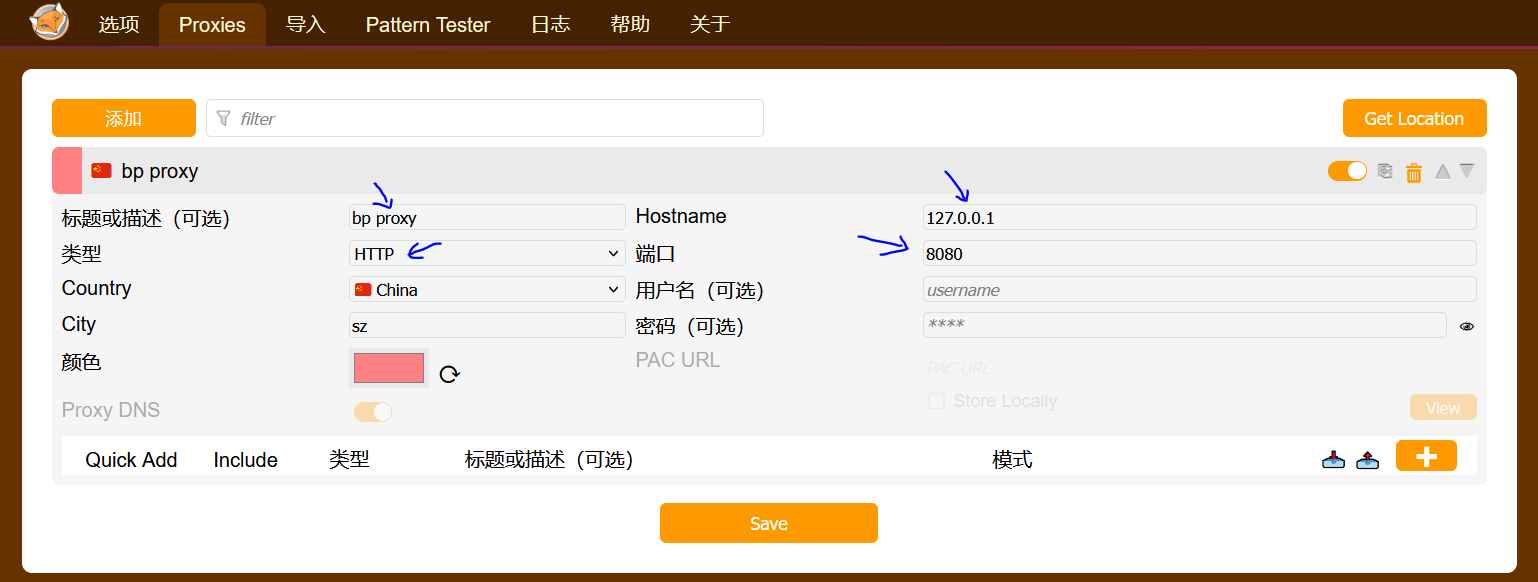 选项 Proxies 导入 Pattern Tester 日志 帮助 关于
添加 filter Get Location
bp proxy
标题或描述（可选） bp proxy Hostname 127.0.0.1
类型 HTTP 端口 8080
Country China 用户名（可选） username
City sz 密码（可选） ****
颜色 PAC URL PAC URL
Proxy DNS Store Locally View
Quick Add Include 类型 标题或描述（可选） 模式
Save